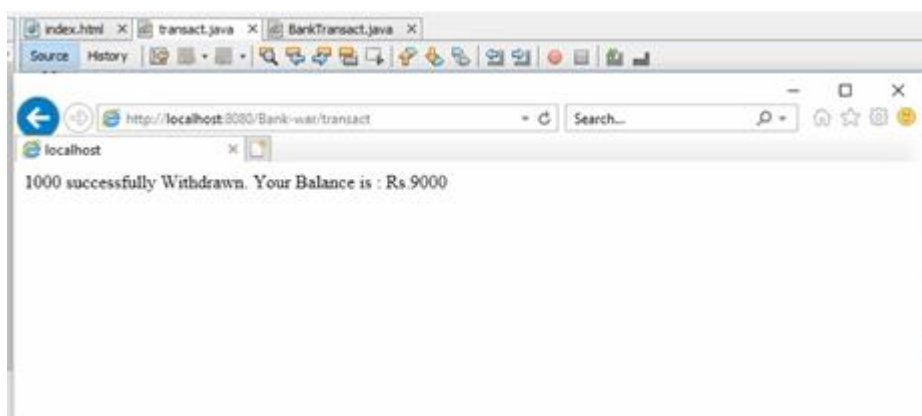 index.html transact.java BankTransact.java
Source History
http://localhost:8080/Bank-war/transact Search...
localhost
1000 successfully Withdrawn. Your Balance is : Rs.9000